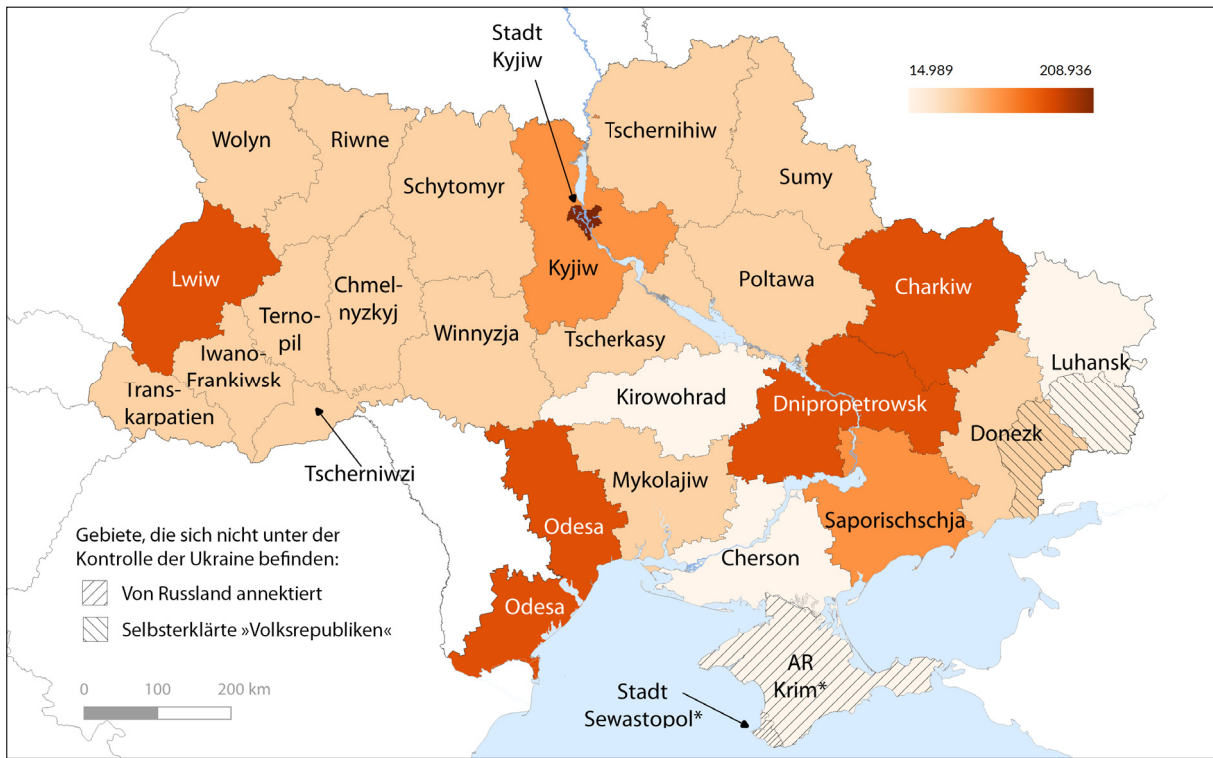 Stadt
Kyjiw
14.989
208.936
Wolyn
Riwne
Schytomyr
Tschernihiw
Sumy
Lwiw
Terno-
pil
Chmel-
nyzkyj
Winnyzja
Kyjiw
Tscherkasy
Poltawa
Charkiw
Luhansk
Iwano-
Frankiwsk
Trans-
karpatien
Tscherniwzi
Kirowohrad
Dnipropetrowsk
Donezk
Mykolajiw
Odesa
Saporischschja
Cherson
Odesa
Gebiete, die sich nicht unter der
Kontrolle der Ukraine befinden:
Von Russland annektiert
Selbsterklärte »Volksrepubliken«
0 100 200 km
AR
Krim*
Stadt
Sewastopol*